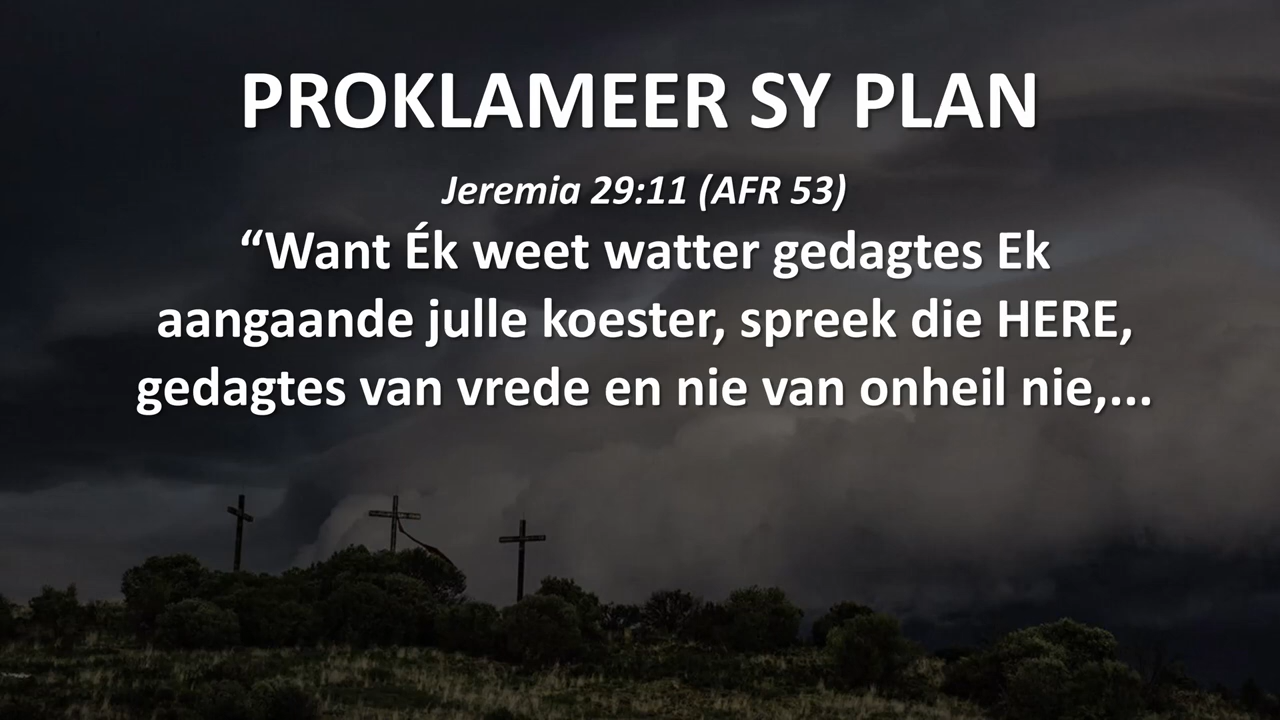 PROKLAMEER SY PLAN
Jeremia 29:11 (AFR 53)
“Want Ék weet watter gedagtes Ek
aangaande julle koester, spreek die HERE,
gedagtes van vrede en nie van onheil nie,...